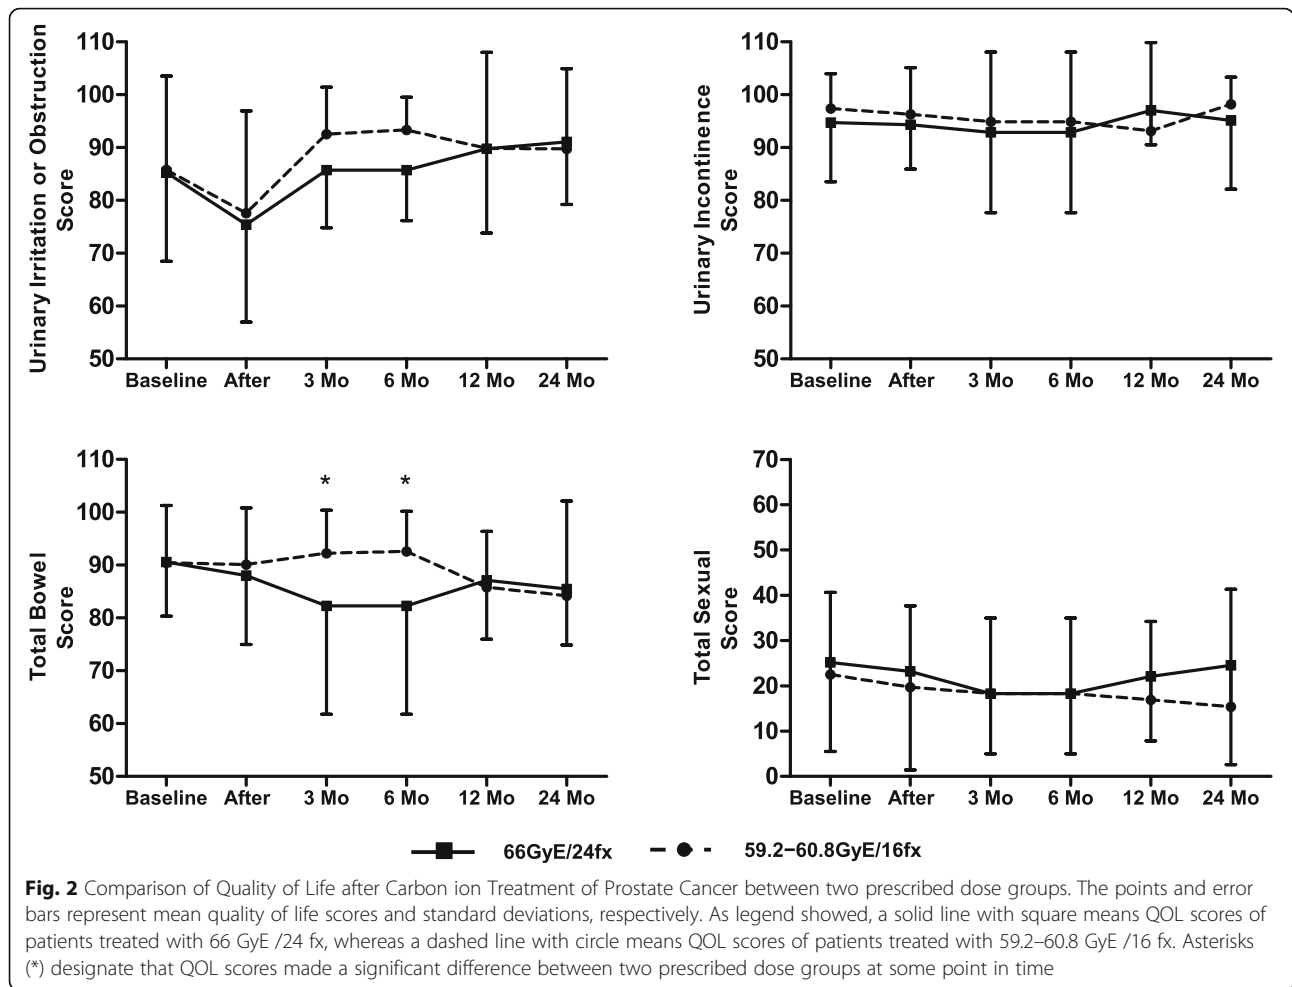 Urinary Irritation or Obstruction
Score
110
100
90
80
70
60
50
Baseline After 3 Mo 6 Mo 12 Mo 24 Mo
Urinary Incontinence
Score
110
100
90
80
70
60
50
Baseline After 3 Mo 6 Mo 12 Mo 24 Mo
Total Bowel
Score
110
100
90
80
70
60
50
* *
Baseline After 3 Mo 6 Mo 12 Mo 24 Mo
Total Sexual
Score
70
60
50
40
30
20
10
0
Baseline After 3 Mo 6 Mo 12 Mo 24 Mo
66GyE/24fx 59.2−60.8GyE/16fx
Fig. 2 Comparison of Quality of Life after Carbon ion Treatment of Prostate Cancer between two prescribed dose groups. The points and error
bars represent mean quality of life scores and standard deviations, respectively. As legend showed, a solid line with square means QOL scores of
patients treated with 66 GyE /24 fx, whereas a dashed line with circle means QOL scores of patients treated with 59.2–60.8 GyE /16 fx. Asterisks
(*) designate that QOL scores made a significant difference between two prescribed dose groups at some point in time